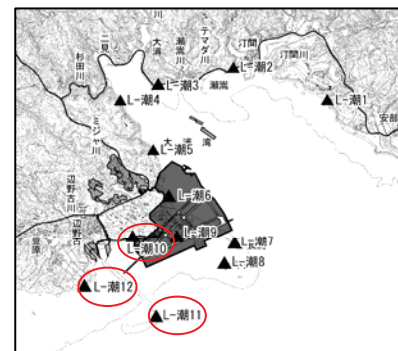 二見
杉田川
大浦川
瀬嵩
テマダ川
汀間
汀間川
安部
瀬嵩
L-潮1
L-潮2
L-潮3
L-潮4
大浦湾
L-潮5
ミジャ川
L-潮6
辺野古川
辺野古
豊原
L-潮7
L-潮8
L-潮9
L-潮10
L-潮11
L-潮12